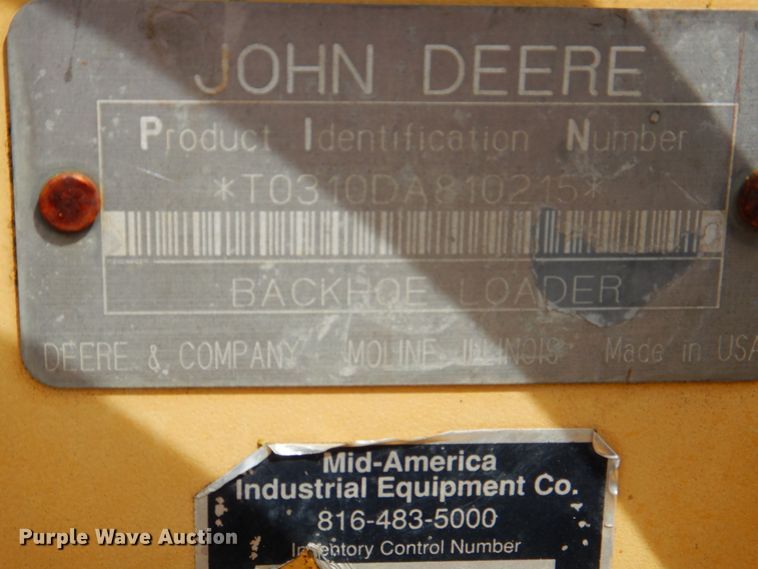 JOHN DEERE
Product Identification Number
*T0310DA810215*
BACKHOE LOADER
DEERE & COMPANY MOLINE ILLINOIS Made in USA
Mid-America
Industrial Equipment Co.
816-483-5000
Inventory Control Number
Purple Wave Auction